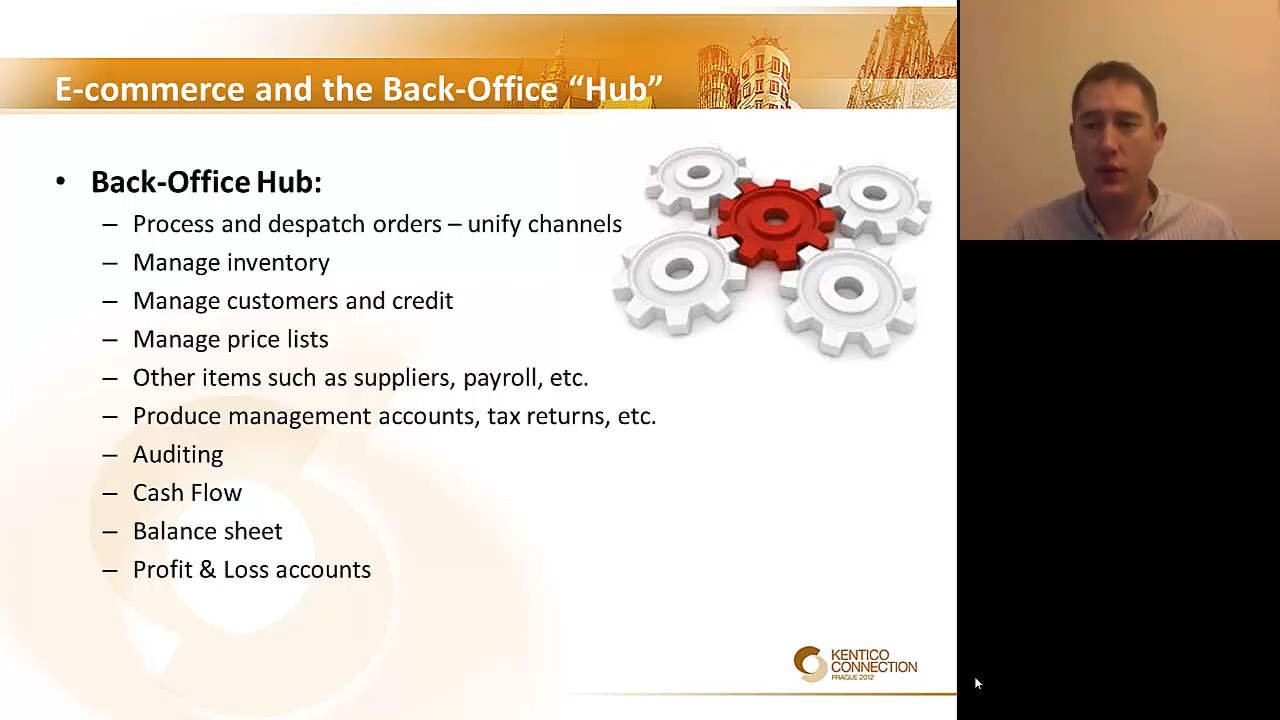 E-commerce and the Back-Office “Hub”
• Back-Office Hub:
– Process and despatch orders – unify channels
– Manage inventory
– Manage customers and credit
– Manage price lists
– Other items such as suppliers, payroll, etc.
– Produce management accounts, tax returns, etc.
– Auditing
– Cash Flow
– Balance sheet
– Profit & Loss accounts
KENTICO
CONNECTION
PRAGUE 2012